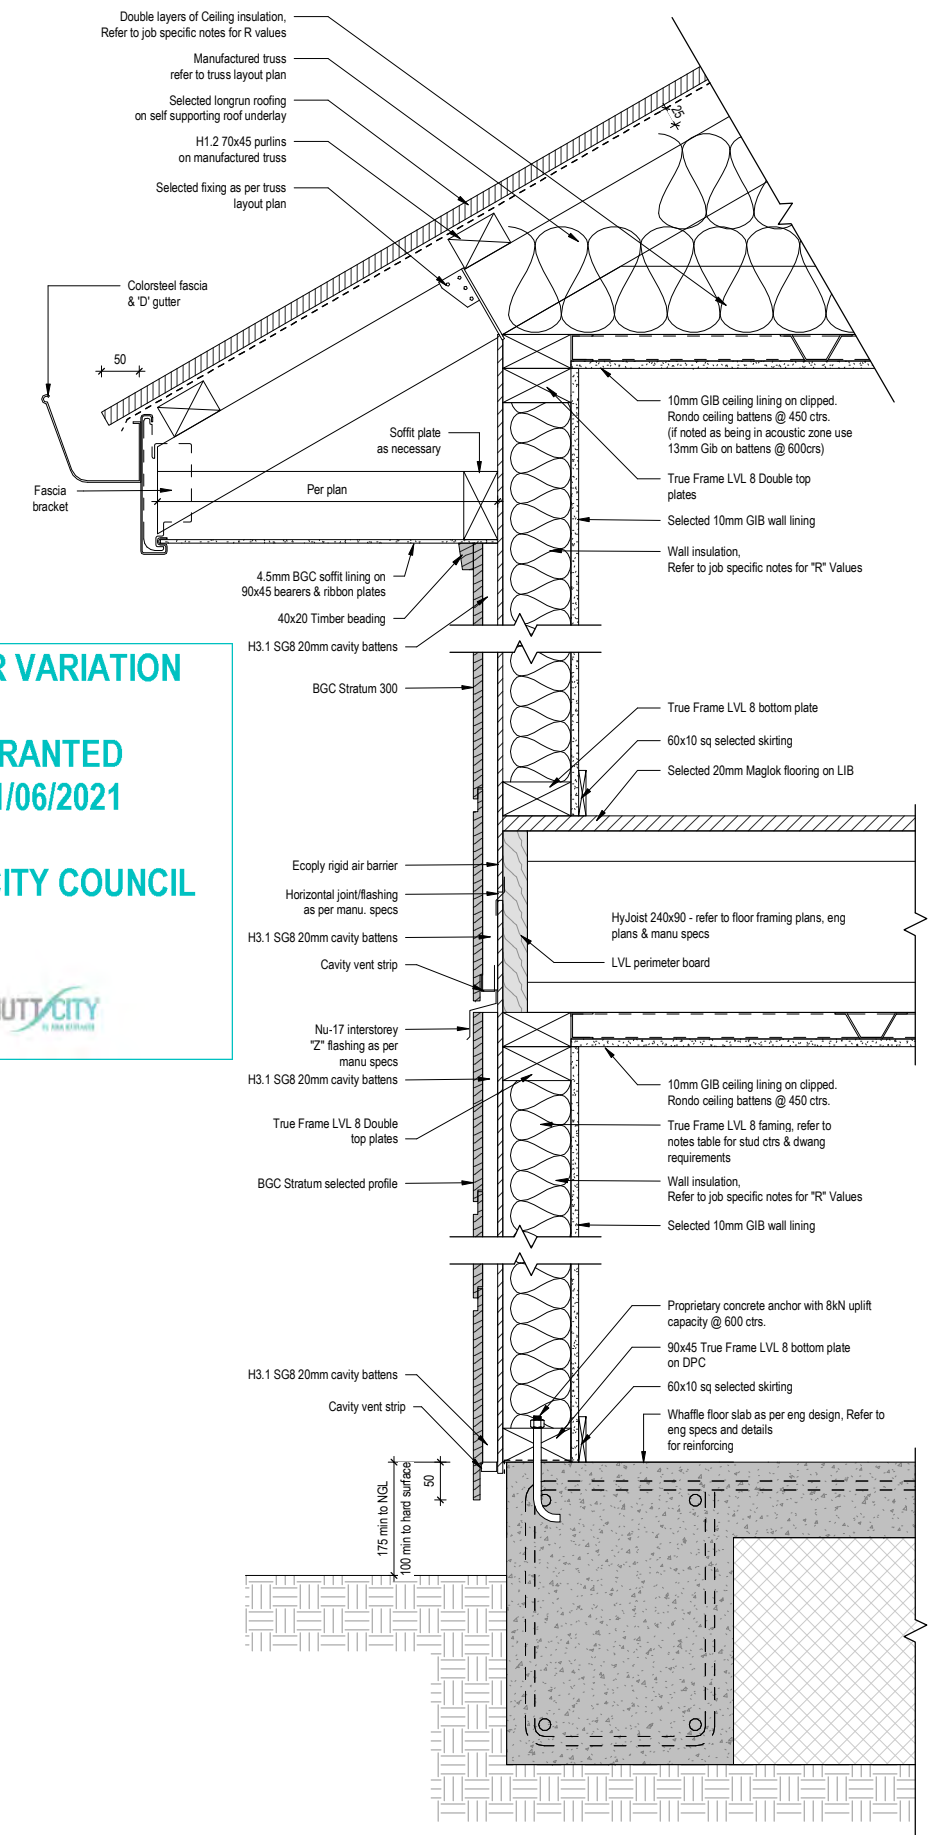 Double layers of Ceiling insulation,
Refer to job specific notes for R values
Manufactured truss
refer to truss layout plan
Selected longrun roofing
on self supporting roof underlay
H1.2 70x45 purlins
on manufactured truss
Selected fixing as per truss
layout plan
25
Colorsteel fascia
& 'D' gutter
50
Soffit plate
as necessary
Per plan
Fascia
bracket
10mm GIB ceiling lining on clipped.
Rondo ceiling battens @ 450 ctrs.
(if noted as being in acoustic zone use
13mm Gib on battens @ 600crs)
True Frame LVL 8 Double top
plates
Selected 10mm GIB wall lining
Wall insulation,
Refer to job specific notes for "R" Values
4.5mm BGC soffit lining on
90x45 bearers & ribbon plates
40x20 Timber beading
H3.1 SG8 20mm cavity battens
BGC Stratum 300
R VARIATION
RANTED
1/06/2021
CITY COUNCIL
HUTT CITY
True Frame LVL 8 bottom plate
60x10 sq selected skirting
Selected 20mm Maglok flooring on LIB
Ecoply rigid air barrier
Horizontal joint/flashing
as per manu. specs
H3.1 SG8 20mm cavity battens
Cavity vent strip
HyJoist 240x90 - refer to floor framing plans, eng
plans & manu specs
LVL perimeter board
Nu-17 interstorey
"Z" flashing as per
manu specs
H3.1 SG8 20mm cavity battens
True Frame LVL 8 Double
top plates
BGC Stratum selected profile
10mm GIB ceiling lining on clipped.
Rondo ceiling battens @ 450 ctrs.
True Frame LVL 8 faming, refer to
notes table for stud ctrs & dwang
requirements
Wall insulation,
Refer to job specific notes for "R" Values
Selected 10mm GIB wall lining
Proprietary concrete anchor with 8kN uplift
capacity @ 600 ctrs.
90x45 True Frame LVL 8 bottom plate
on DPC
60x10 sq selected skirting
Whaffle floor slab as per eng design, Refer to
eng specs and details
for reinforcing
H3.1 SG8 20mm cavity battens
Cavity vent strip
50
175 min to NGL
100 min to hard surface